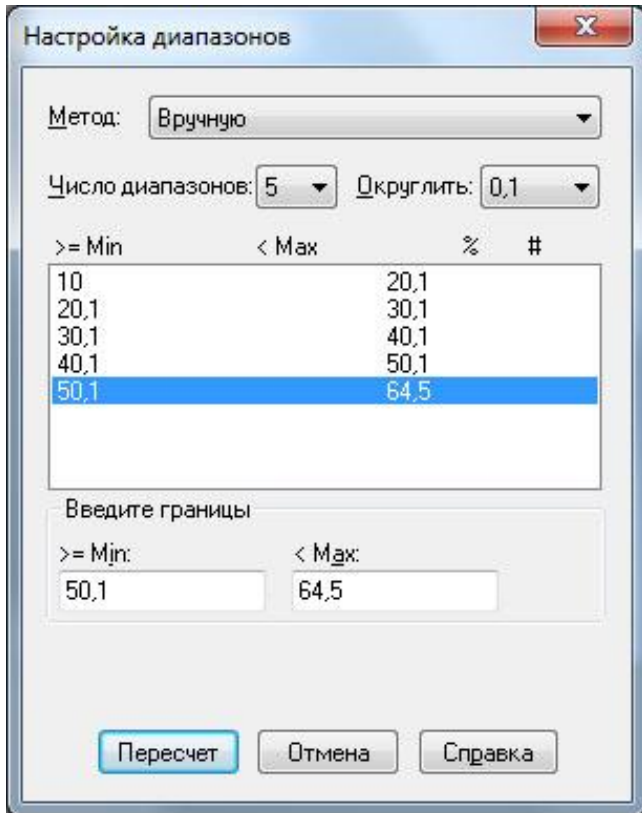 Настройка диапазонов
Метод: Вручную
Число диапазонов: 5 Округлить: 0,1
>= Min < Max % #
10 20,1
20,1 30,1
30,1 40,1
40,1 50,1
50,1 64,5
Введите границы
>= Min: < Max:
50,1 64,5
Пересчет Отмена Справка